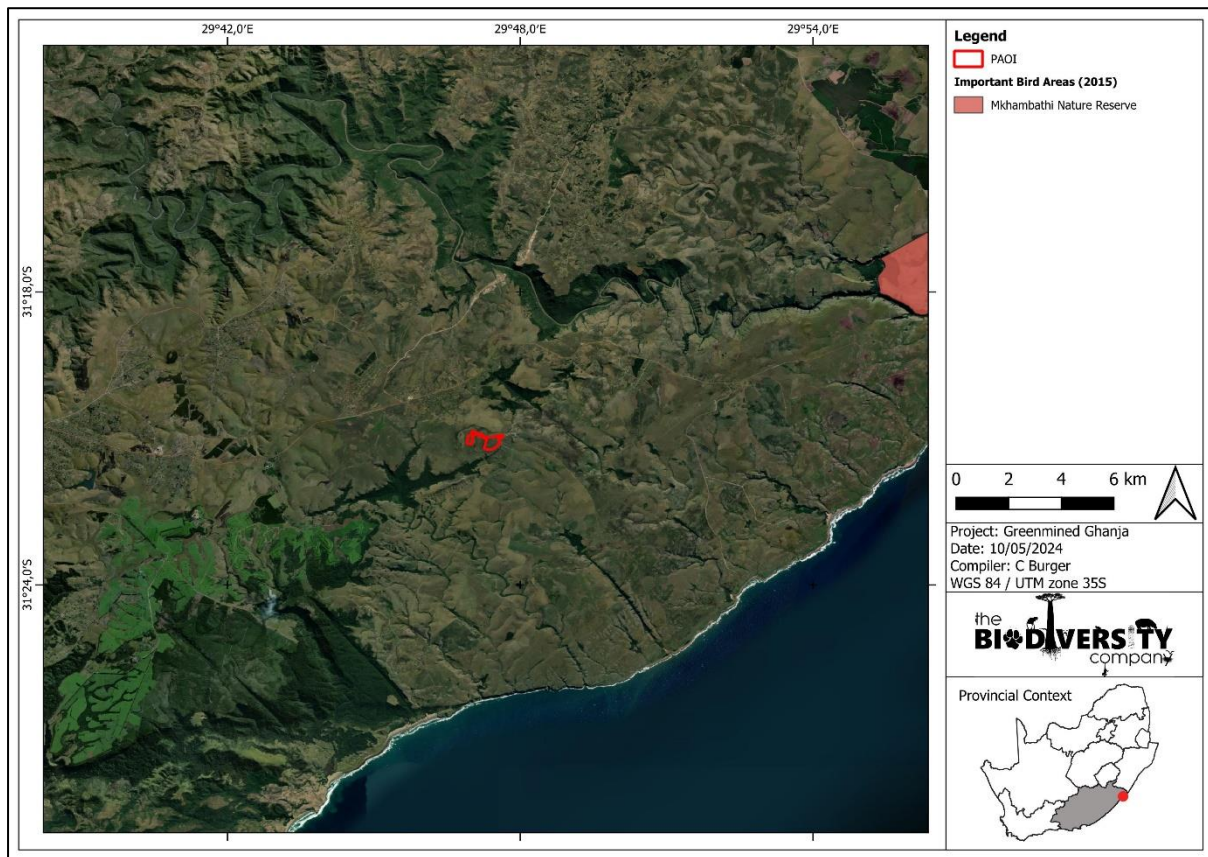 29°42,0'E
29°48,0'E
29°54,0'E
31°18,0'S
31°24,0'S
Legend
PAOI
Important Bird Areas (2015)
Mkhambathi Nature Reserve
0 2 4 6 km
Project: Greenmined Ghanja
Date: 10/05/2024
Compiler: C Burger
WGS 84 / UTM zone 35S
the
BIODIVERSITY
company
Provincial Context